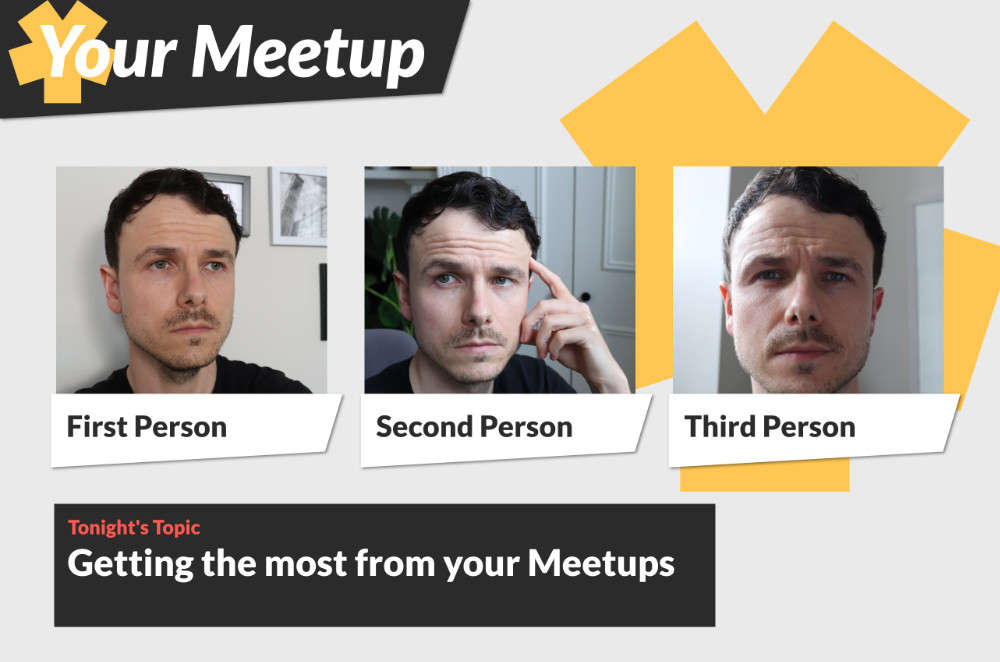 Your Meetup
First Person
Second Person
Third Person
Tonight's Topic
Getting the most from your Meetups